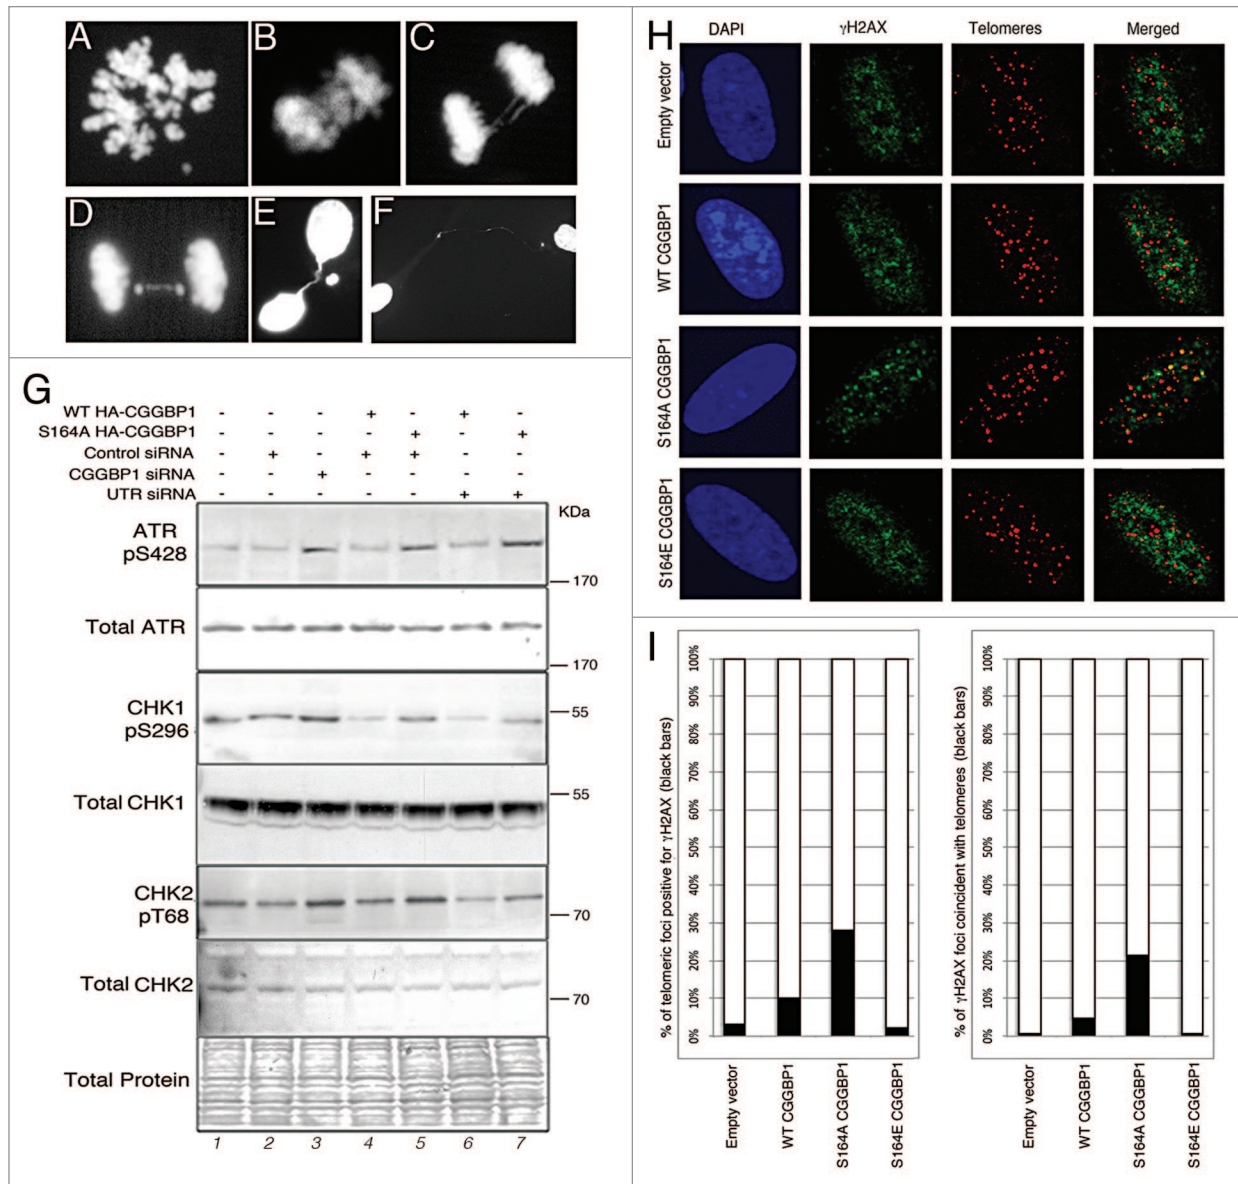 A
B
C
D
E
F
G
WT HA-CGGBP1 - - - + - + -
S164A HA-CGGBP1 - - - - + - +
Control siRNA - + - + + - -
CGGBP1 siRNA - - + - - - -
UTR siRNA - - - - - + +
KDa
ATR
pS428
170
Total ATR
170
CHK1
pS296
55
Total CHK1
55
CHK2
pT68
70
Total CHK2
70
Total Protein
1 2 3 4 5 6 7
H
DAPI γH2AX Telomeres Merged
Empty vector
WT CGGBP1
S164A CGGBP1
S164E CGGBP1
I
% of telomeric foci positive for γH2AX (black bars)
100%
90%
80%
70%
60%
50%
40%
30%
20%
10%
0%
Empty vector
WT CGGBP1
S164A CGGBP1
S164E CGGBP1
% of γH2AX foci coincident with telomeres (black bars)
100%
90%
80%
70%
60%
50%
40%
30%
20%
10%
0%
Empty vector
WT CGGBP1
S164A CGGBP1
S164E CGGBP1